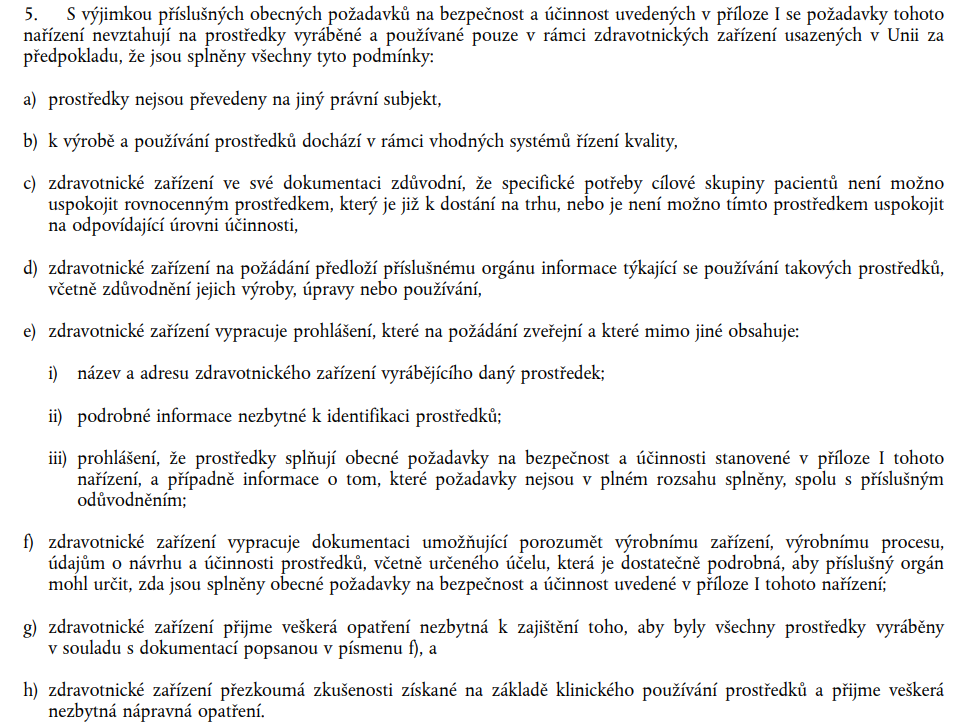 5. S výjimkou příslušných obecných požadavků na bezpečnost a účinnost uvedených v příloze I se požadavky tohoto
nařízení nevztahují na prostředky vyráběné a používané pouze v rámci zdravotnických zařízení usazených v Unii za
předpokladu, že jsou splněny všechny tyto podmínky:
a) prostředky nejsou převedeny na jiný právní subjekt,
b) k výrobě a používání prostředků dochází v rámci vhodných systémů řízení kvality,
c) zdravotnické zařízení ve své dokumentaci zdůvodní, že specifické potřeby cílové skupiny pacientů není možno
uspokojit rovnocenným prostředkem, který je již k dostání na trhu, nebo je není možno tímto prostředkem uspokojit
na odpovídající úrovni účinnosti,
d) zdravotnické zařízení na požádání předloží příslušnému orgánu informace týkající se používání takových prostředků,
včetně zdůvodnění jejich výroby, úpravy nebo používání,
e) zdravotnické zařízení vypracuje prohlášení, které na požádání zveřejní a které mimo jiné obsahuje:
i) název a adresu zdravotnického zařízení vyrábějícího daný prostředek;
ii) podrobné informace nezbytné k identifikaci prostředků;
iii) prohlášení, že prostředky splňují obecné požadavky na bezpečnost a účinnosti stanovené v příloze I tohoto
nařízení, a případně informace o tom, které požadavky nejsou v plném rozsahu splněny, spolu s příslušným
odůvodněním;
f) zdravotnické zařízení vypracuje dokumentaci umožňující porozumět výrobnímu zařízení, výrobnímu procesu,
údajům o návrhu a účinnosti prostředků, včetně určeného účelu, která je dostatečně podrobná, aby příslušný orgán
mohl určit, zda jsou splněny obecné požadavky na bezpečnost a účinnost uvedené v příloze I tohoto nařízení;
g) zdravotnické zařízení přijme veškerá opatření nezbytná k zajištění toho, aby byly všechny prostředky vyráběny
v souladu s dokumentací popsanou v písmenu f), a
h) zdravotnické zařízení přezkoumá zkušenosti získané na základě klinického používání prostředků a přijme veškerá
nezbytná nápravná opatření.